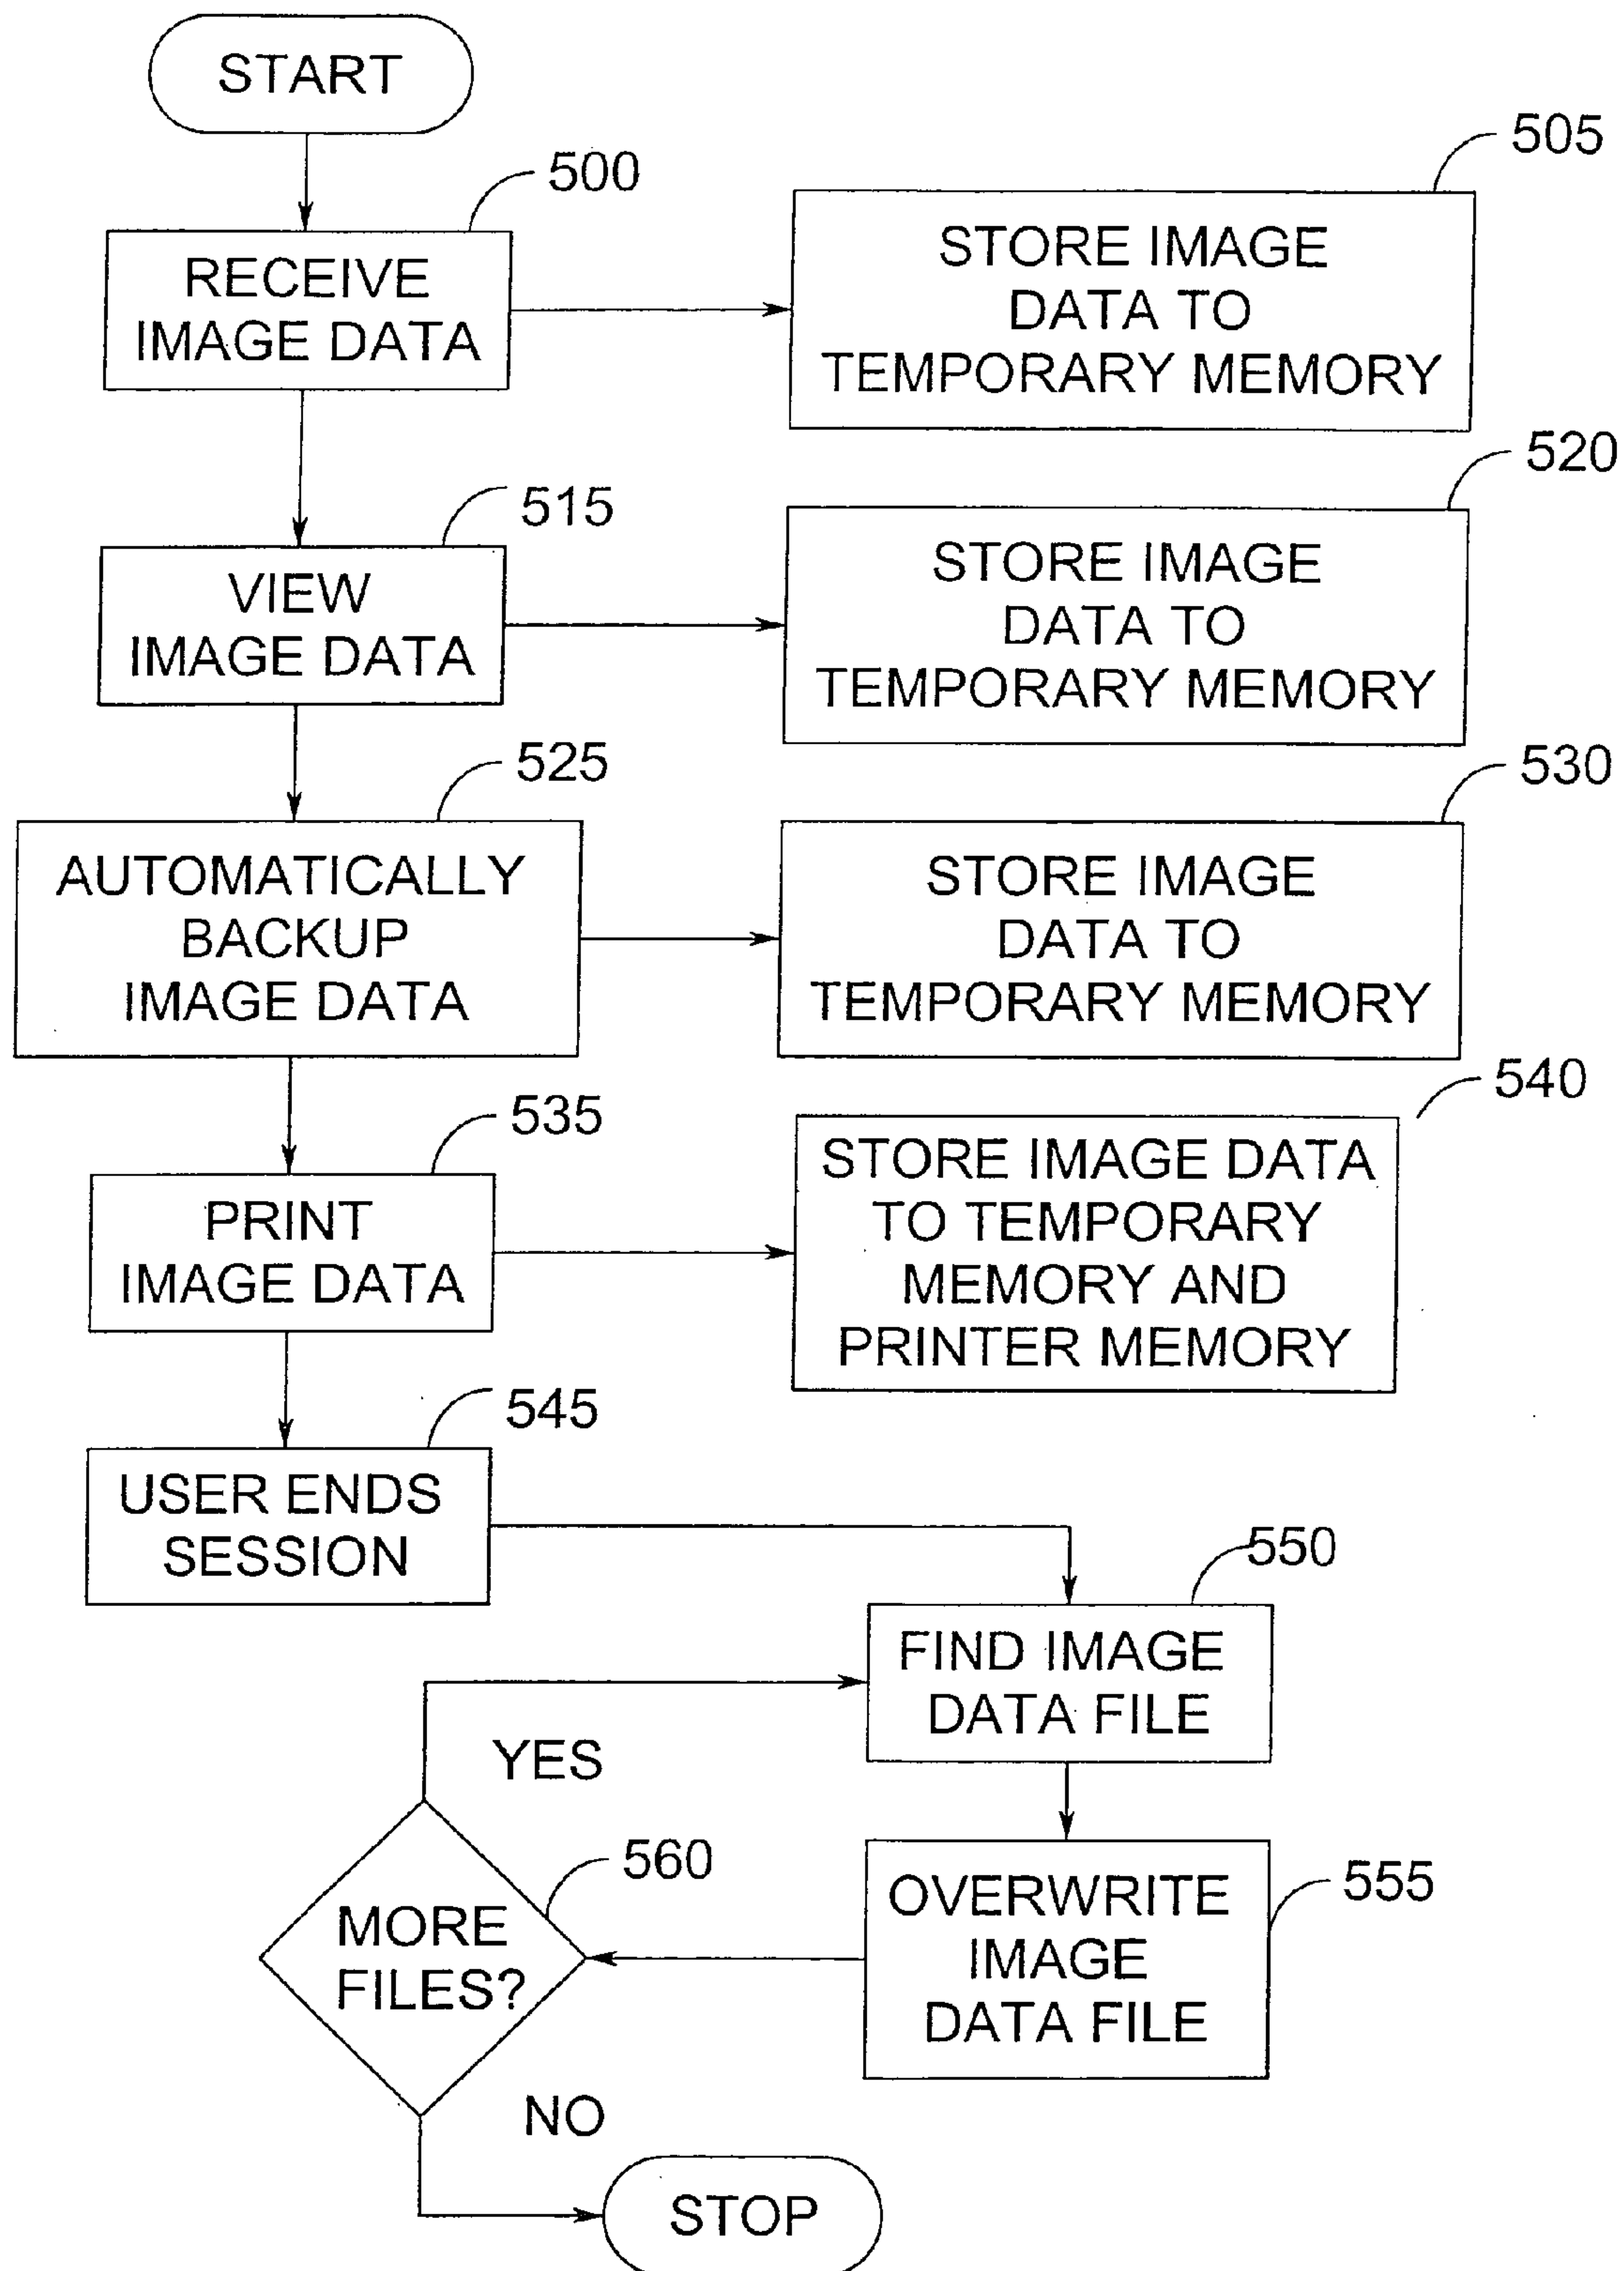 START
500
RECEIVE
IMAGE DATA
505
STORE IMAGE
DATA TO
TEMPORARY MEMORY
515
VIEW
IMAGE DATA
520
STORE IMAGE
DATA TO
TEMPORARY MEMORY
525
AUTOMATICALLY
BACKUP
IMAGE DATA
530
STORE IMAGE
DATA TO
TEMPORARY MEMORY
535
PRINT
IMAGE DATA
540
STORE IMAGE DATA
TO TEMPORARY
MEMORY AND
PRINTER MEMORY
545
USER ENDS
SESSION
550
FIND IMAGE
DATA FILE
555
OVERWRITE
IMAGE
DATA FILE
560
MORE
FILES?
YES
NO
STOP